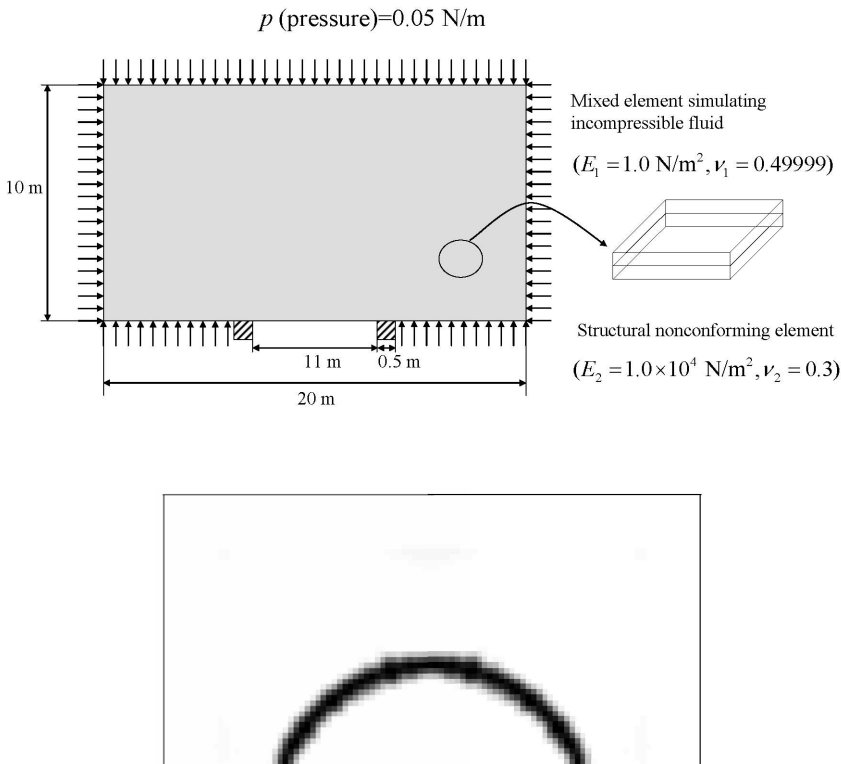 p (pressure)=0.05 N/m
Mixed element simulating
incompressible fluid
(E₁ =1.0 N/m², ν₁ = 0.49999)
10 m
Structural nonconforming element
11 m
0.5 m
(E₂ =1.0×10⁴ N/m², ν₂ = 0.3)
20 m